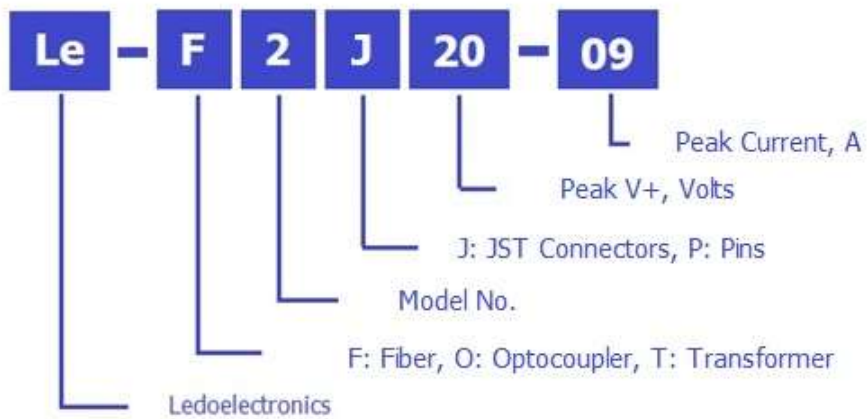 Le - F 2 J 20 - 09
Peak Current, A
Peak V+, Volts
J: JST Connectors, P: Pins
Model No.
F: Fiber, O: Optocoupler, T: Transformer
Ledoelectronics